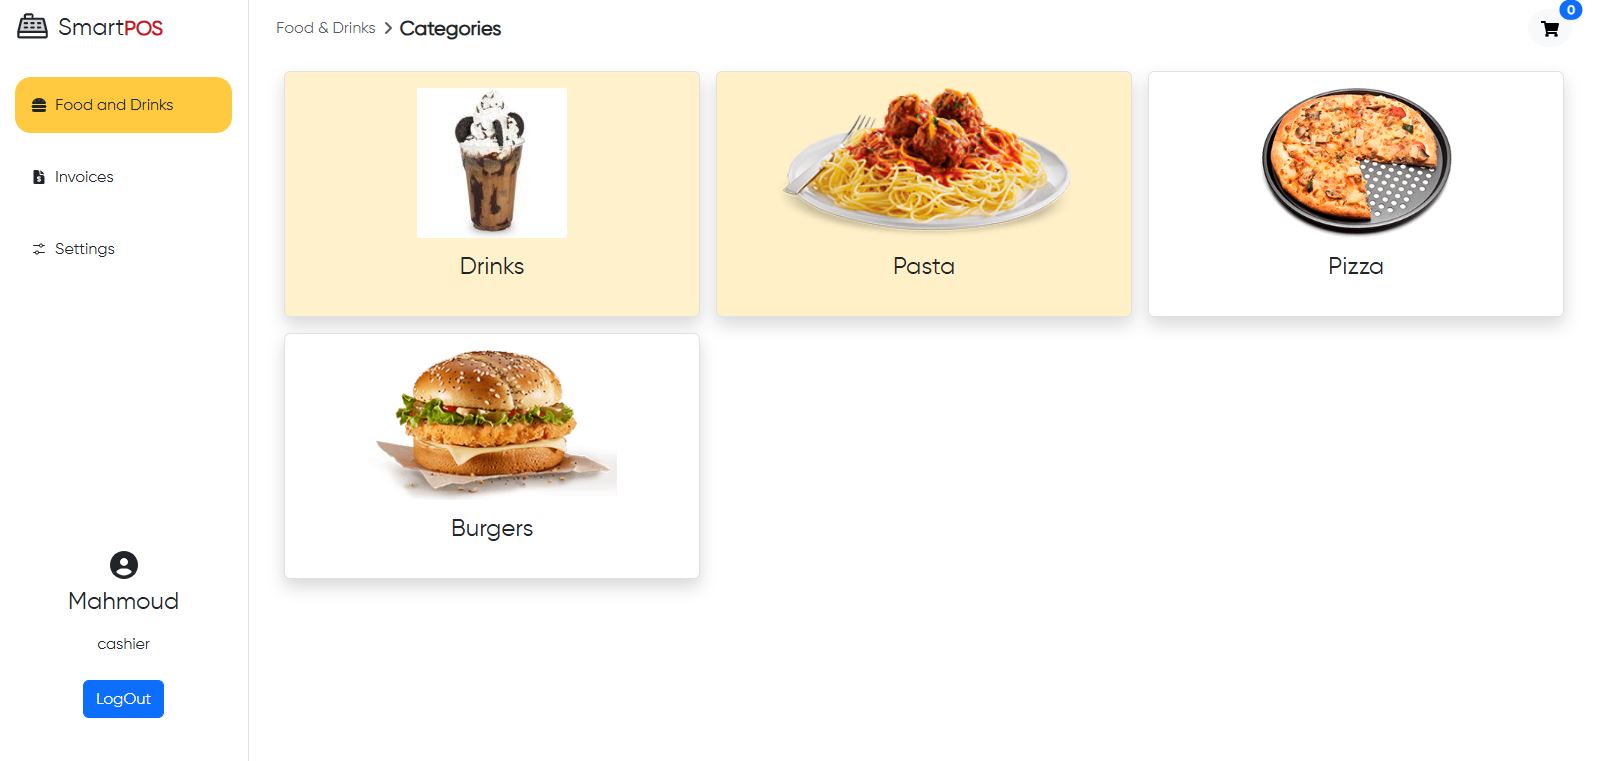 SmartPOS
Food and Drinks
Invoices
Settings
Mahmoud
cashier
LogOut
Food & Drinks > Categories
0
Drinks
Pasta
Pizza
Burgers